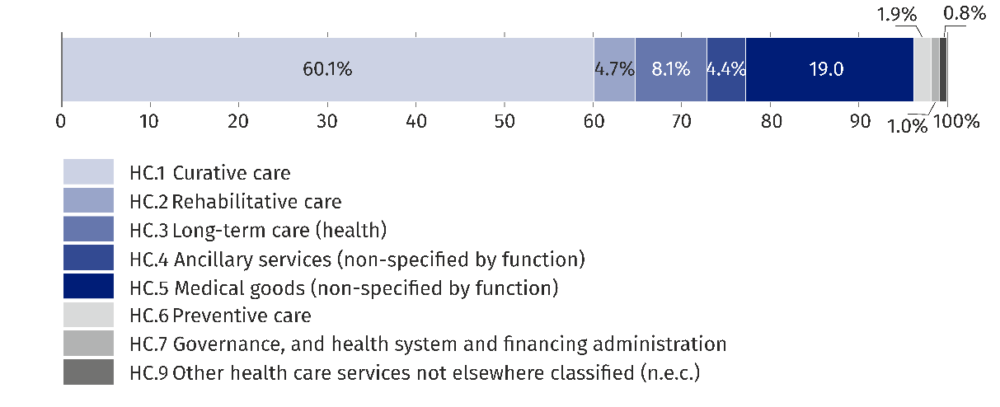 1.9% 0.8%
60.1% 4.7% 8.1% 4.4% 19.0
0 10 20 30 40 50 60 70 80 90 1.0% 100%
HC.1 Curative care
HC.2 Rehabilitative care
HC.3 Long-term care (health)
HC.4 Ancillary services (non-specified by function)
HC.5 Medical goods (non-specified by function)
HC.6 Preventive care
HC.7 Governance, and health system and financing administration
HC.9 Other health care services not elsewhere classified (n.e.c.)